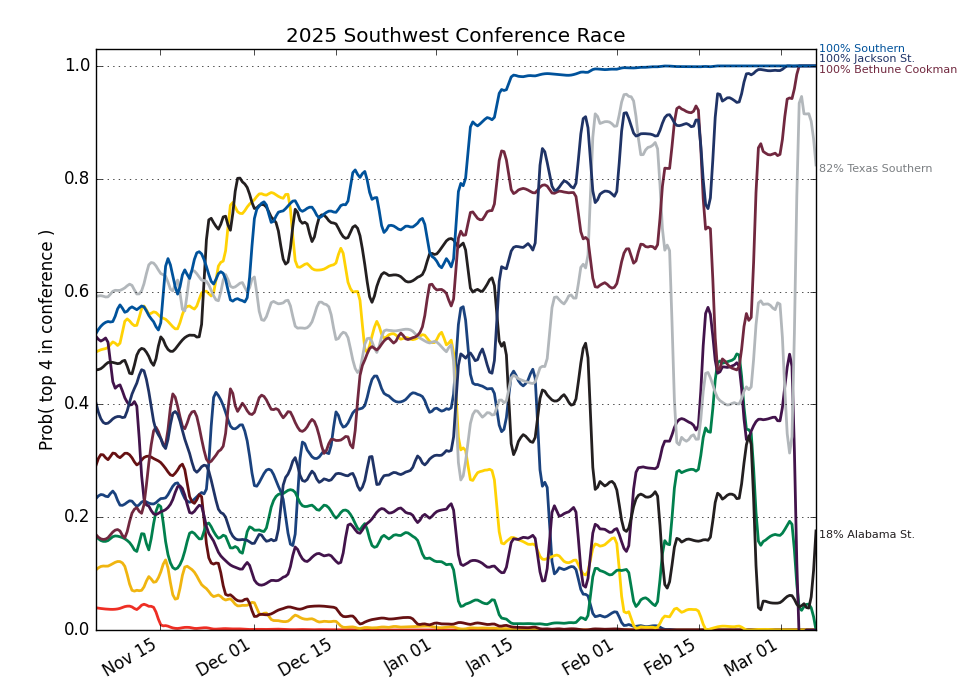 2025 Southwest Conference Race
100% Southern
100% Jackson St.
100% Bethune Cookman
82% Texas Southern
18% Alabama St.
Prob( top 4 in conference )
1.0
0.8
0.6
0.4
0.2
0.0
Nov 15
Dec 01
Dec 15
Jan 01
Jan 15
Feb 01
Feb 15
Mar 01